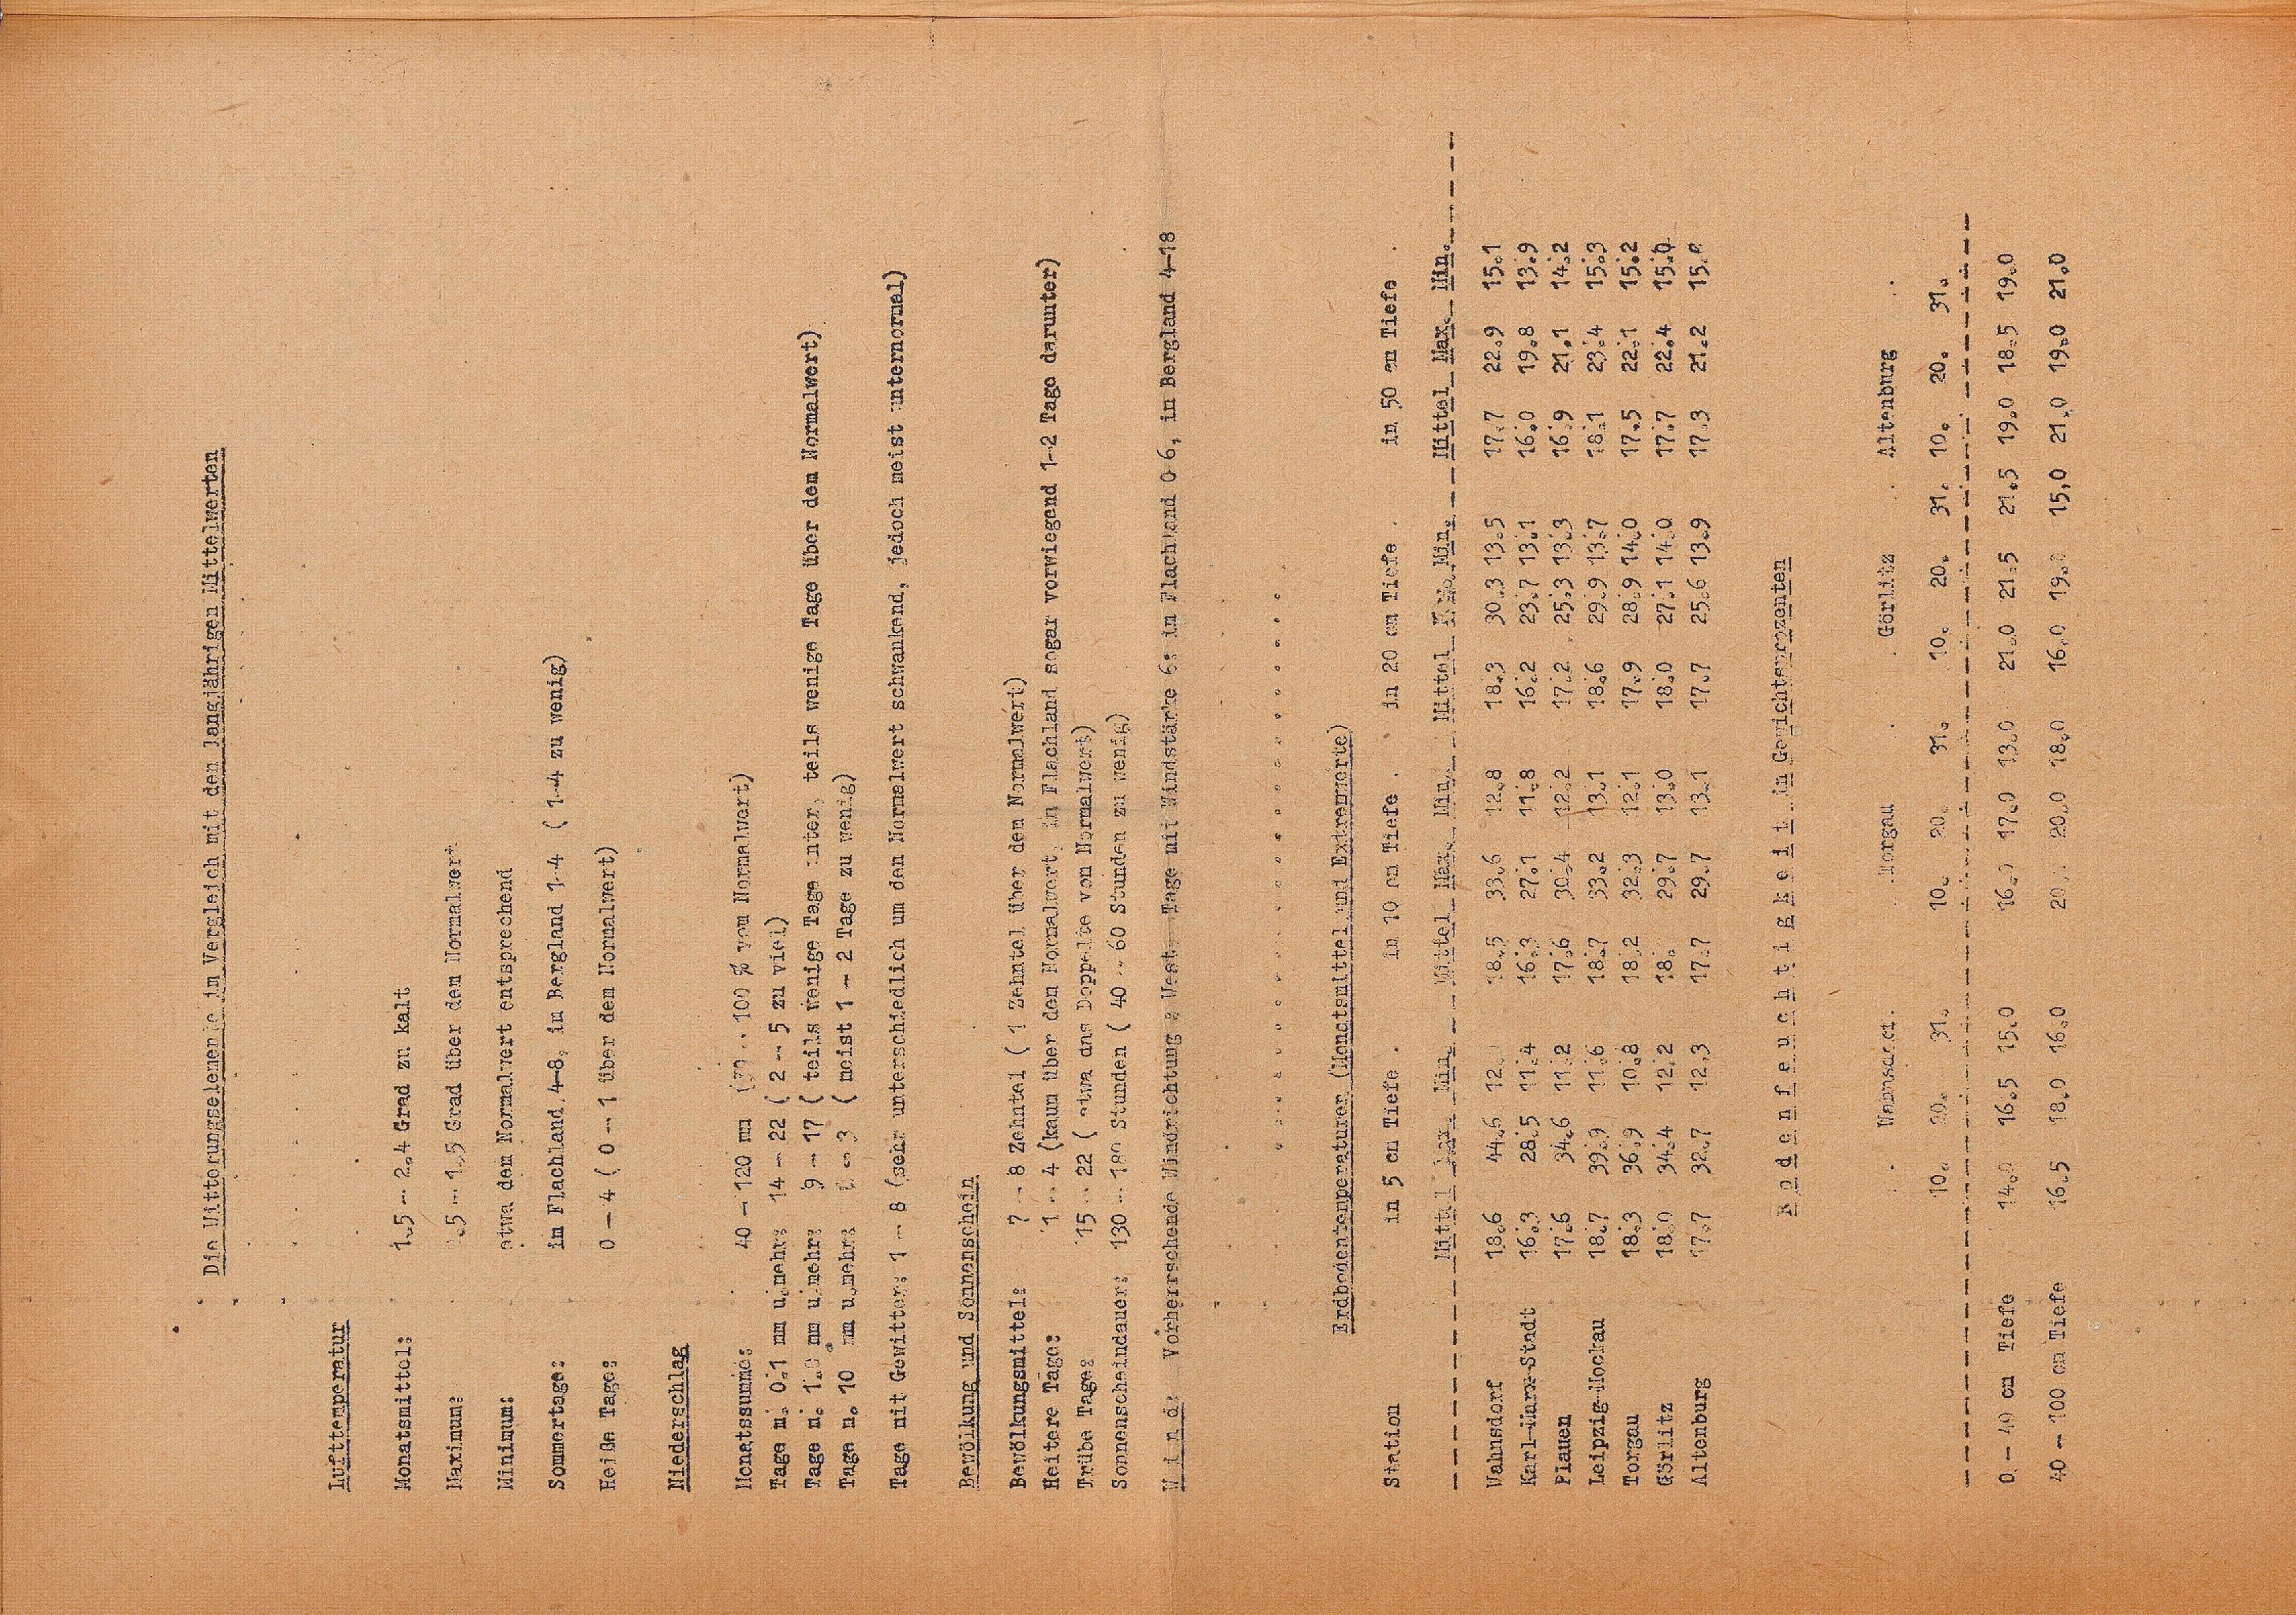 Die Witterungselemente im Vergleich mit den langjährigen Mittelwerten
Lufttemperatur
Monatsmittel: 1,5 - 2,4 Grad zu kalt
Maximum: Grad über dem Normalwert
Minimum: etwa dem Normalwert entsprechend
Sommertage: in Flachland 4-8, in Bergland 1-4 ( 1-4 zu wenig)
Heiße Tage: 0 - 4 ( 0 - 1 über dem Normalwert)
Niederschlag
Monatssumme: 40 - 120 mm 100 % vom Normalwert)
Tage m. 0,1 mm u. mehr: 14 - 22 ( 2 - 5 zu viel)
Tage m. 1,0 mm u. mehr: 9 - 17 ( teils wenige Tage unter, teils wenige Tage über dem Normalwert)
Tage m. 10 mm u. mehr: - 3 ( meist 1 - 2 Tage zu wenig)
Tage mit Gewitter: 1 - 8 (sehr unterschiedlich um den Normalwert schwankend, jedoch meist unternormal)
Bewölkung und Sonnenschein
Bewölkungsmittel: 7 - 8 Zehntel ( 1 Zehntel über dem Normalwert)
Heitere Tage: 1 - 4 (kaum über dem Normalwert, in Flachland sogar vorwiegend 1-2 Tage darunter)
Trübe Tage: 15 - 22 ( etwa das Doppelte vom Normalwert)
Sonnenscheindauer: 130 - 180 Stunden ( 40 - 60 Stunden zu wenig)
W i n d : Vorherrschende Windrichtung : West. Tage mit Windstärke 6: in Flachland 0 6, in Bergland 4-18
Erdbodentemperaturen (Monatsmittel und Extremwerte)
Station in 5 cm Tiefe . in 10 cm Tiefe . in 20 cm Tiefe . in 50 cm Tiefe .
Mittel Max. Min. Mittel Max. Min. Mittel Max. Min. Mittel Max. Min.
Wahnsdorf 18.6 44.6 12. 18.5 33.6 12.8 18.3 30.3 13.5 17.7 22.9 15.1
Karl-Marx-Stadt 16.3 28.5 11.4 16.3 27.1 11.8 16.2 23.7 13.1 16.0 19.8 13.9
Plauen 17.6 34.6 11.2 17.6 30.4 12.2 17.2 25.3 13.3 16.9 21.1 14.2
Leipzig-Mockau 18.7 39.9 11.6 18.7 33.2 13.1 18.6 29.9 13.7 18.1 23.4 15.3
Torgau 18.3 36.9 10.8 18.2 32.3 12.1 17.9 28.9 14.0 17.5 22.1 15.2
Görlitz 18.0 34.4 12.2 18. 29.7 13.0 18.0 27.1 14.0 17.7 22.4 15.0
Altenburg 17.7 32.7 12.3 17.7 29.7 13.1 17.7 25.6 13.9 17.3 21.2 15.
B o d e n f e u c h t i g k e i t in Gewichtsprozenten
. Torgau . Görlitz . Altenburg .
10. 20. 31. 10. 20. 31. 10. 20. 31. 10. 20. 31.
0 - 40 cm Tiefe 14.0 16.5 15.0 16. 17.0 13.0 21.0 21.5 21.5 19.0 18.5 19.0
40 - 100 cm Tiefe 16.5 18.0 16.0 20. 20.0 18.0 16.0 19. 15,0 21.0 19.0 21.0